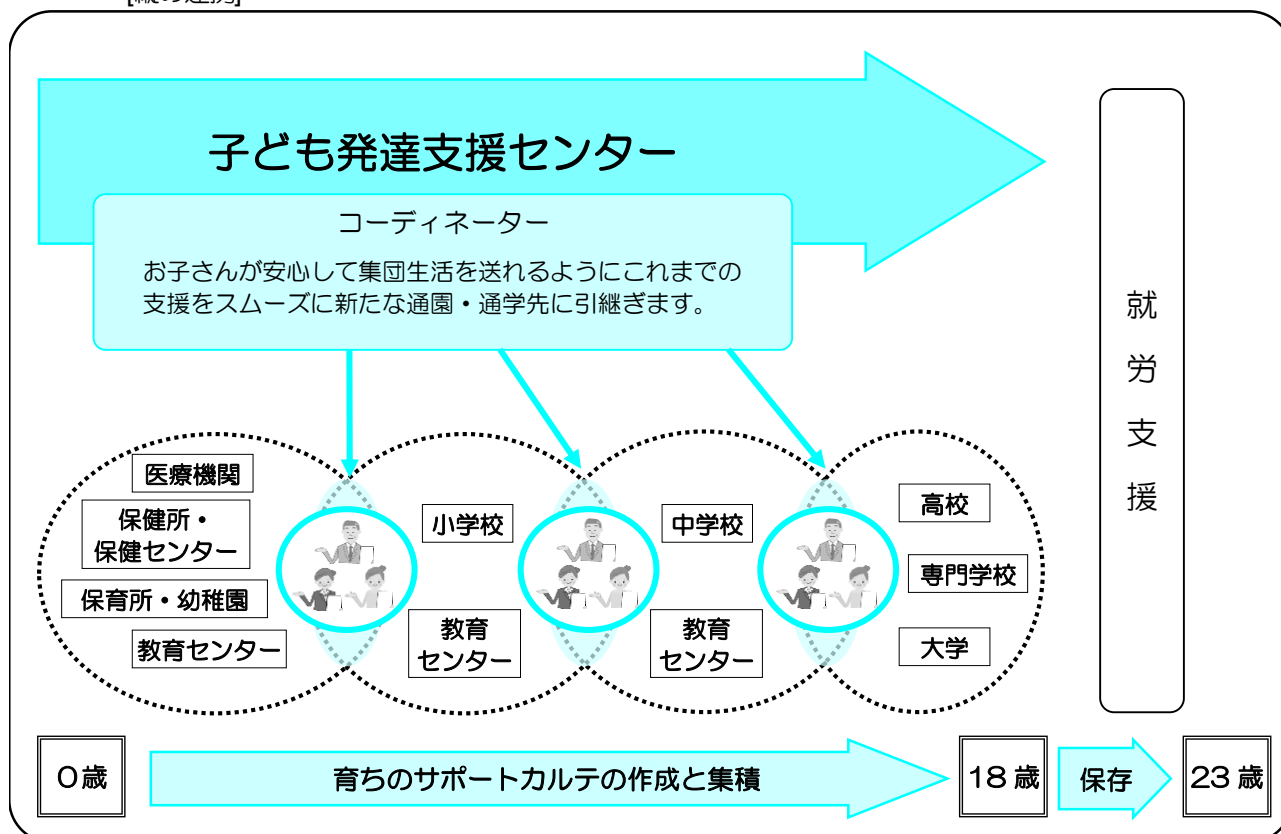 [縦の連携]
子ども発達支援センター
コーディネーター
お子さんが安心して集団生活を送れるようにこれまでの
支援をスムーズに新たな通園・通学先に引継ぎます。
就労支援
医療機関
保健所・
保健センター
保育所・幼稚園
教育センター
小学校
教育
センター
中学校
教育
センター
高校
専門学校
大学
0歳
育ちのサポートカルテの作成と集積
18歳
保存
23歳